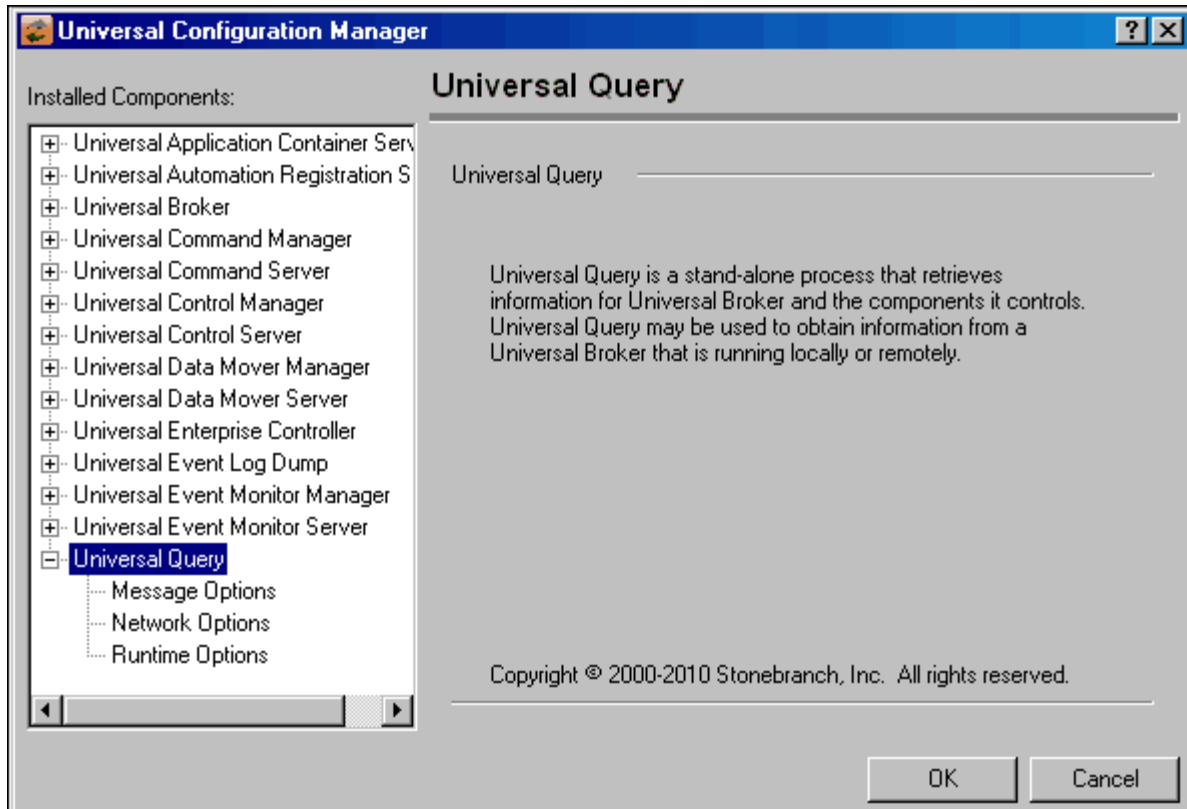 Universal Configuration Manager
Installed Components:
Universal Application Container Serv
Universal Automation Registration S
Universal Broker
Universal Command Manager
Universal Command Server
Universal Control Manager
Universal Control Server
Universal Data Mover Manager
Universal Data Mover Server
Universal Enterprise Controller
Universal Event Log Dump
Universal Event Monitor Manager
Universal Event Monitor Server
Universal Query
Message Options
Network Options
Runtime Options
Universal Query
Universal Query
Universal Query is a stand-alone process that retrieves
information for Universal Broker and the components it controls.
Universal Query may be used to obtain information from a
Universal Broker that is running locally or remotely.
Copyright © 2000-2010 Stonebranch, Inc. All rights reserved.
OK
Cancel